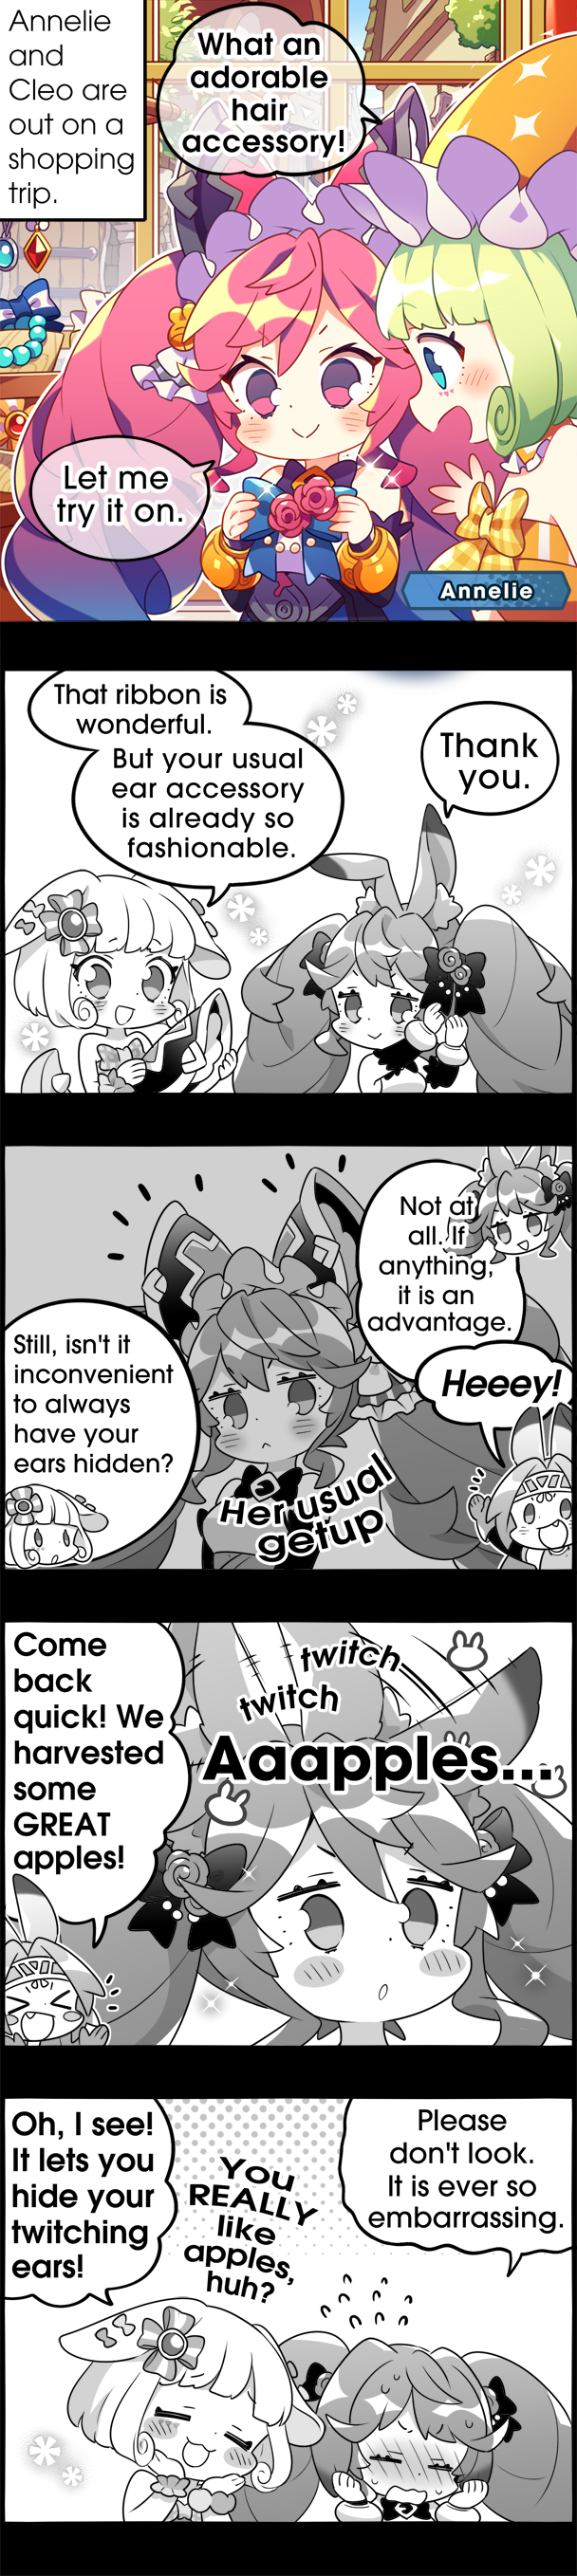 Annelie
and
Cleo are
out on a
shopping
trip.
What an
adorable
hair
accessory!
Let me
try it on.
Annelie
That ribbon is
wonderful.
But your usual
ear accessory
is already so
fashionable.
Thank
you.
Still, isn't it
inconvenient
to always
have your
ears hidden?
Not at
all. If
anything,
it is an
advantage.
Her usual
getup
Heeey!
Come
back
quick! We
harvested
some
GREAT
apples!
twitch
twitch
Aaapples...
Oh, I see!
It lets you
hide your
twitching
ears!
You
REALLY
like
apples,
huh?
Please
don't look.
It is ever so
embarrassing.